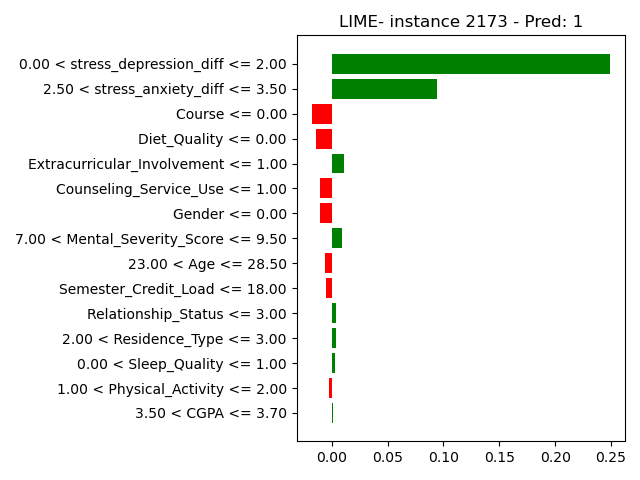 LIME- instance 2173 - Pred: 1
0.00 < stress_depression_diff <= 2.00
2.50 < stress_anxiety_diff <= 3.50
Course <= 0.00
Diet_Quality <= 0.00
Extracurricular_Involvement <= 1.00
Counseling_Service_Use <= 1.00
Gender <= 0.00
7.00 < Mental_Severity_Score <= 9.50
23.00 < Age <= 28.50
Semester_Credit_Load <= 18.00
Relationship_Status <= 3.00
2.00 < Residence_Type <= 3.00
0.00 < Sleep_Quality <= 1.00
1.00 < Physical_Activity <= 2.00
3.50 < CGPA <= 3.70
0.00 0.05 0.10 0.15 0.20 0.25